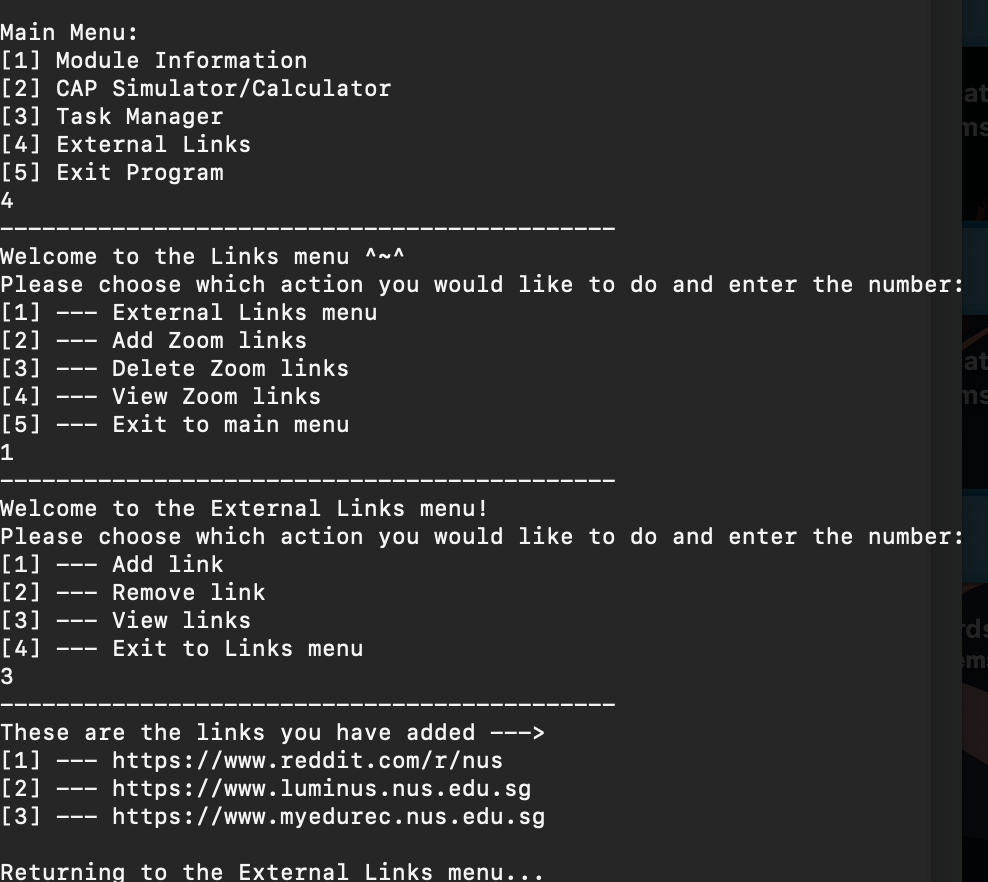 Main Menu:
[1] Module Information
[2] CAP Simulator/Calculator
[3] Task Manager
[4] External Links
[5] Exit Program
4
--------------------------------------------
Welcome to the Links menu ^~^
Please choose which action you would like to do and enter the number:
[1] --- External Links menu
[2] --- Add Zoom links
[3] --- Delete Zoom links
[4] --- View Zoom links
[5] --- Exit to main menu
1
--------------------------------------------
Welcome to the External Links menu!
Please choose which action you would like to do and enter the number:
[1] --- Add link
[2] --- Remove link
[3] --- View links
[4] --- Exit to Links menu
3
--------------------------------------------
These are the links you have added --->
[1] --- https://www.reddit.com/r/nus
[2] --- https://www.luminus.nus.edu.sg
[3] --- https://www.myedurec.nus.edu.sg
Returning to the External Links menu...